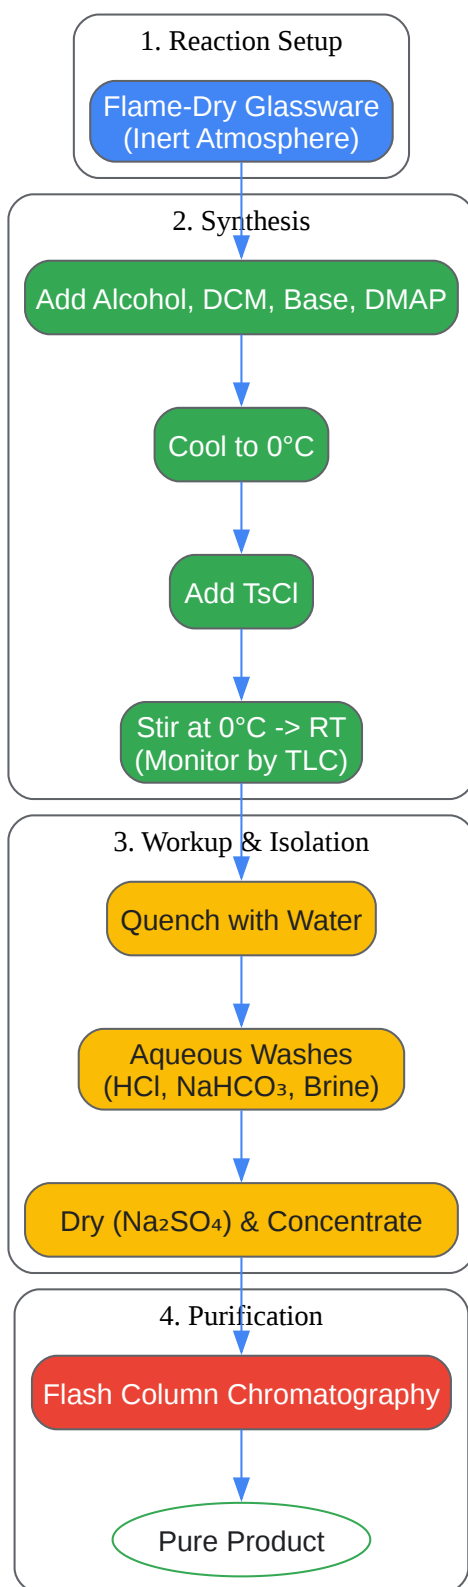 1. Reaction Setup
Flame-Dry Glassware
(Inert Atmosphere)
2. Synthesis
Add Alcohol, DCM, Base, DMAP
Cool to 0°C
Add TsCl
Stir at 0°C -> RT
(Monitor by TLC)
3. Workup & Isolation
Quench with Water
Aqueous Washes
(HCl, NaHCO₃, Brine)
Dry (Na₂SO₄) & Concentrate
4. Purification
Flash Column Chromatography
Pure Product